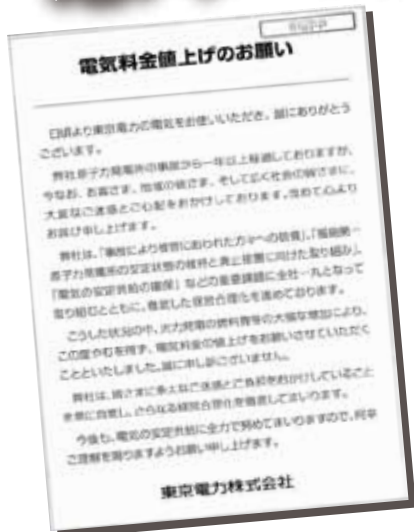 電気料金値上げのお願い
日頃より東京電力の電気をお使いいただき、誠にありがとう
ございます。
弊社原子力発電所の事故から一年以上経過しておりますが、
今なお、お客さま、地域の皆さま、そして広く社会の皆さまに、
大変なご迷惑とご心配をおかけしております。改めて心より
お詫び申し上げます。
弊社は、「事故により被害にあわれた方々への賠償」、「福島第一
原子力発電所の安定状態の維持と廃止措置に向けた取り組み」、
「電気の安定供給の確保」などの重要課題に全社一丸となって
取り組むとともに、徹底した経営合理化を進めております。
こうした状況の中、火力発電の燃料費等の大幅な増加により、
この度やむを得ず、電気料金の値上げをお願いさせていただく
ことといたしました。誠に申し訳ございません。
弊社は、皆さまに多大なご迷惑とご負担をおかけしていること
を常に自覚し、さらなる経営合理化を徹底してまいります。
今後も、電気の安定供給に全力で努めてまいりますので、何卒
ご理解を賜りますようお願い申し上げます。
東京電力株式会社